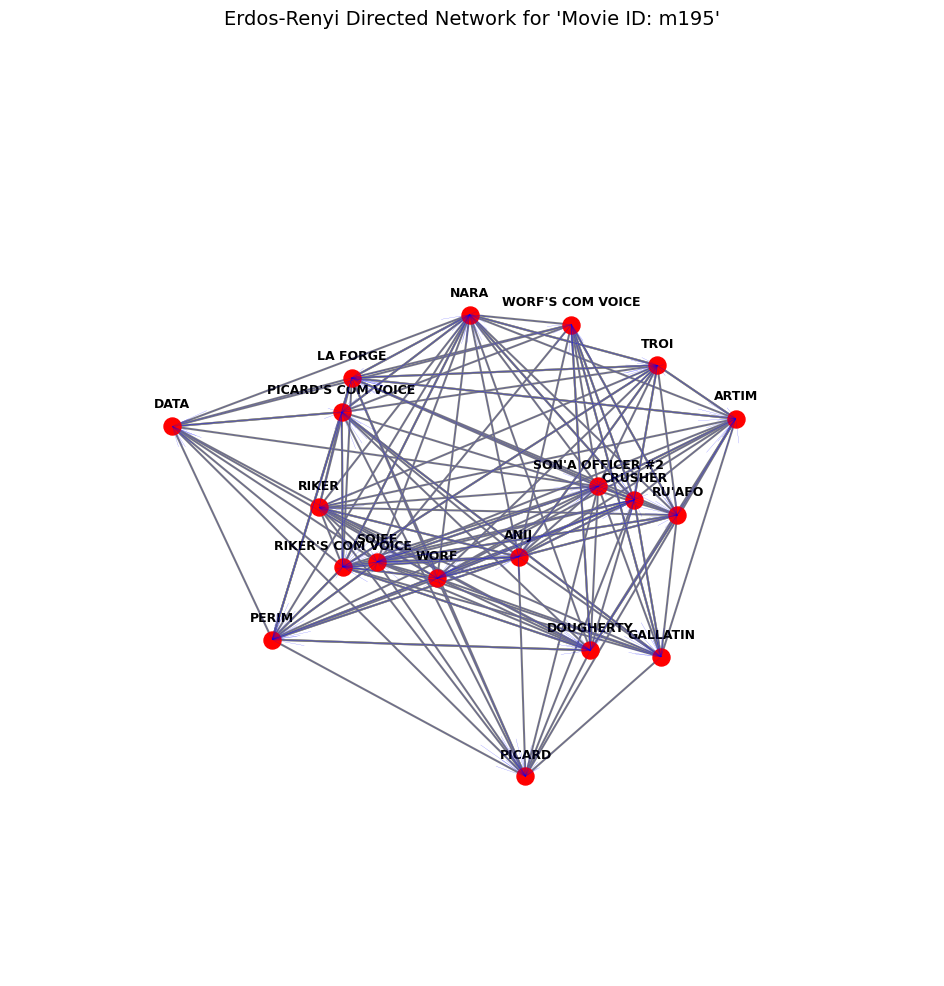 Erdos-Renyi Directed Network for 'Movie ID: m195'
NARA
WORF'S COM VOICE
TROI
LA FORGE
PICARD'S COM VOICE
ARTIM
DATA
SON'A OFFICER #2
CRUSHER
RIKER
RU'AFO
ANIJ
SOJEF
RIKER'S COM VOICE
WORF
PERIM
DOUGHERTY
GALLATIN
PICARD